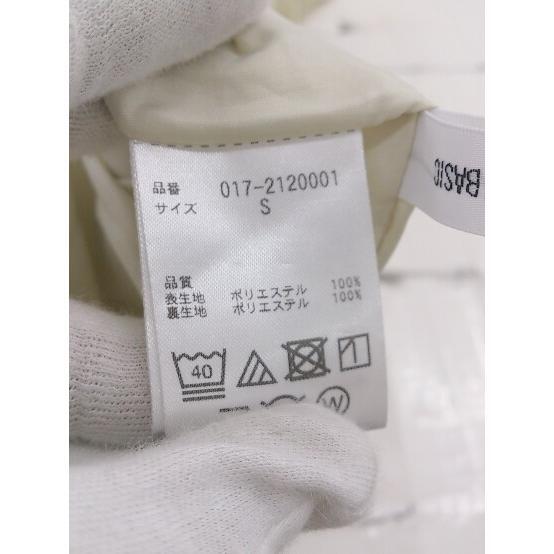 品番 017-2120001
サイズ S
品質
表生地 ポリエステル 100%
裏生地 ポリエステル 100%
40
W
BASIC